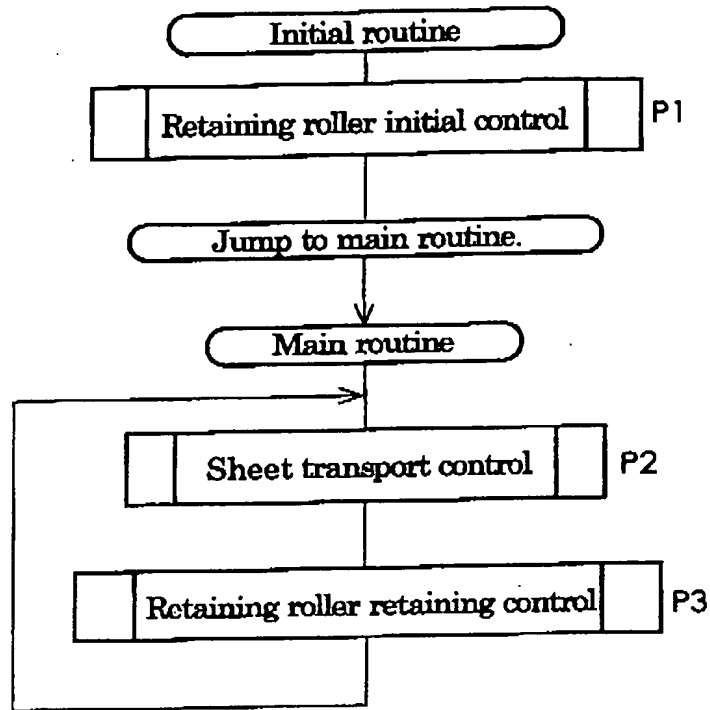 Initial routine
Retaining roller initial control
P1
Jump to main routine.
Main routine
Sheet transport control
P2
Retaining roller retaining control
P3